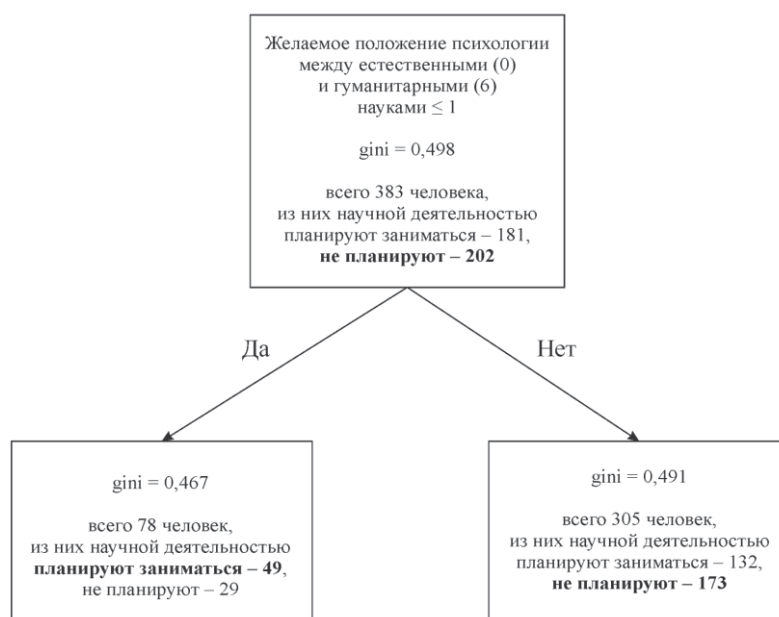 Желаемое положение психологии
между естественными (0)
и гуманитарными (6)
науками ≤ 1
gini = 0,498
всего 383 человека,
из них научной деятельностью
планируют заниматься – 181,
не планируют – 202
Да
Нет
gini = 0,467
всего 78 человек,
из них научной деятельностью
планируют заниматься – 49,
не планируют – 29
gini = 0,491
всего 305 человек,
из них научной деятельностью
планируют заниматься – 132,
не планируют – 173